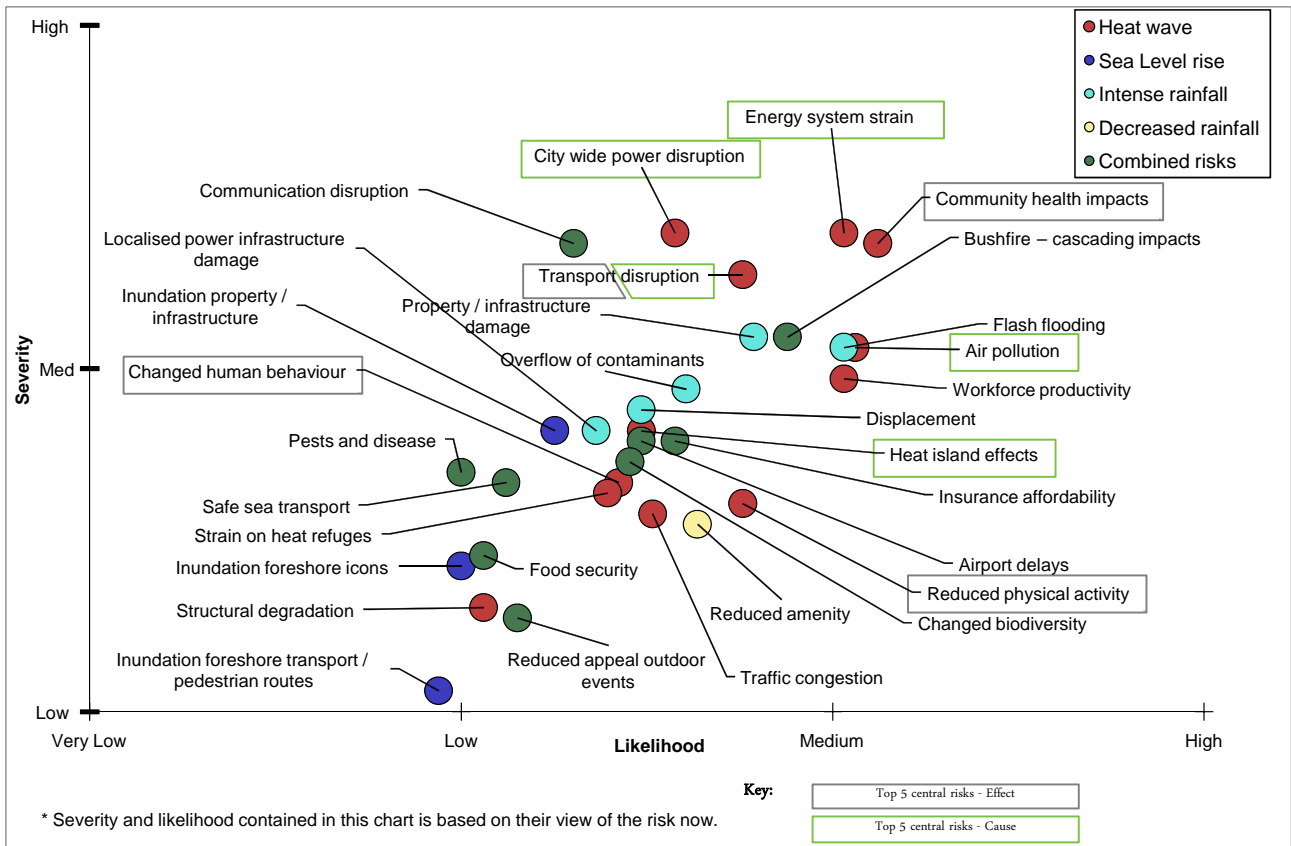 High
Heat wave
Sea Level rise
Intense rainfall
Decreased rainfall
Combined risks
Energy system strain
City wide power disruption
Communication disruption
Community health impacts
Localised power infrastructure
damage
Bushfire – cascading impacts
Transport disruption
Inundation property /
infrastructure
Property / infrastructure
damage
Flash flooding
Air pollution
Severity
Med
Changed human behaviour
Overflow of contaminants
Workforce productivity
Displacement
Pests and disease
Heat island effects
Insurance affordability
Safe sea transport
Strain on heat refuges
Inundation foreshore icons
Food security
Airport delays
Reduced physical activity
Structural degradation
Reduced amenity
Changed biodiversity
Inundation foreshore transport /
pedestrian routes
Reduced appeal outdoor
events
Traffic congestion
Low
Very Low
Low
Likelihood
Medium
High
Key:
Top 5 central risks - Effect
* Severity and likelihood contained in this chart is based on their view of the risk now.
Top 5 central risks - Cause